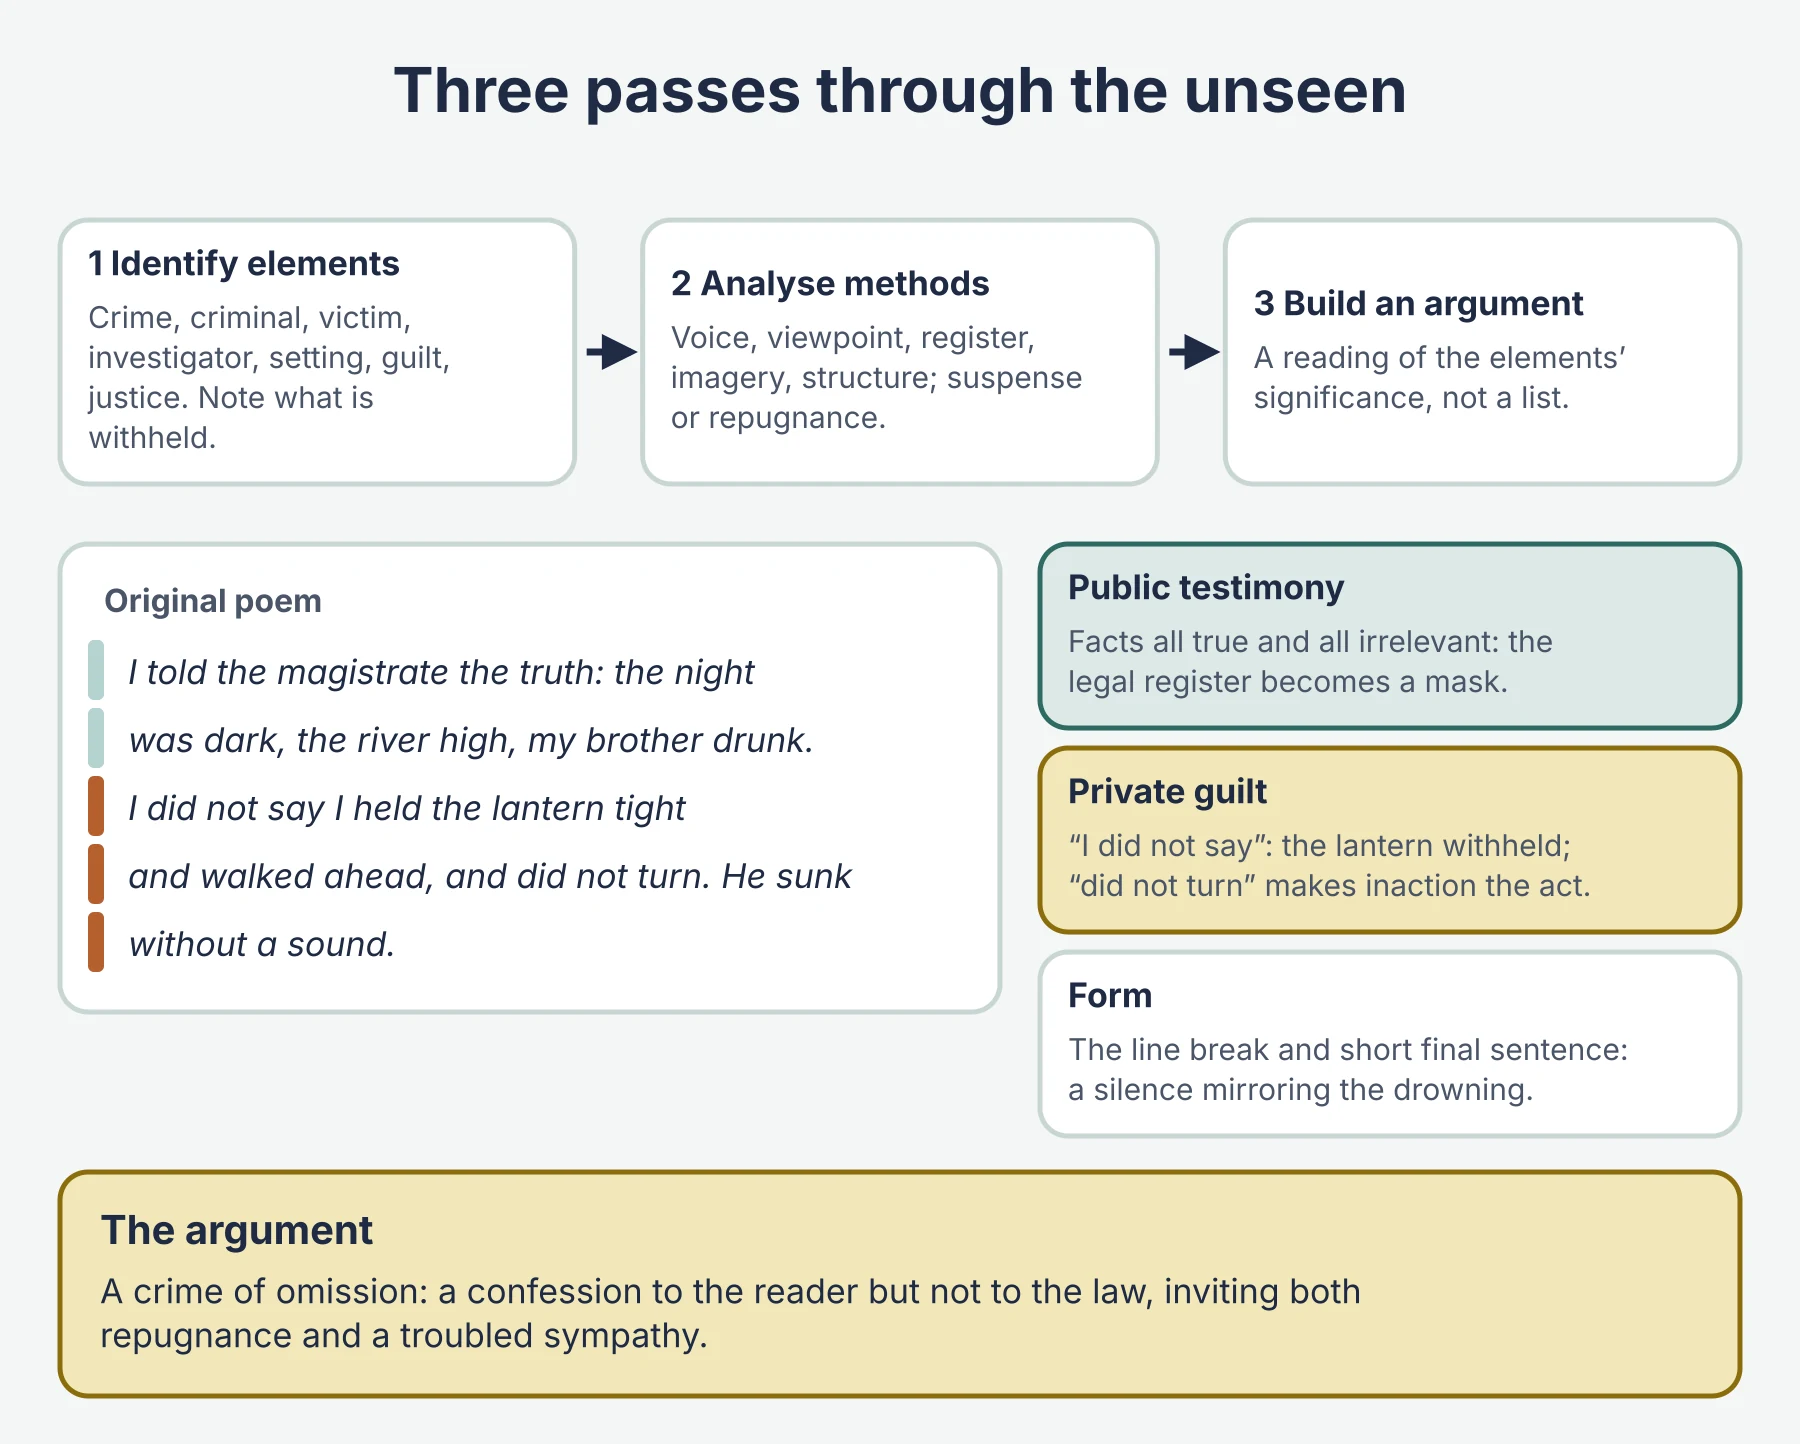 Three passes through the unseen
1 Identify elements
Crime, criminal, victim,
investigator, setting, guilt,
justice. Note what is
withheld.
2 Analyse methods
Voice, viewpoint, register,
imagery, structure; suspense
or repugnance.
3 Build an argument
A reading of the elements’
significance, not a list.
Original poem
I told the magistrate the truth: the night
was dark, the river high, my brother drunk.
I did not say I held the lantern tight
and walked ahead, and did not turn. He sunk
without a sound.
Public testimony
Facts all true and all irrelevant: the
legal register becomes a mask.
Private guilt
“I did not say”: the lantern withheld;
“did not turn” makes inaction the act.
Form
The line break and short final sentence:
a silence mirroring the drowning.
The argument
A crime of omission: a confession to the reader but not to the law, inviting both
repugnance and a troubled sympathy.